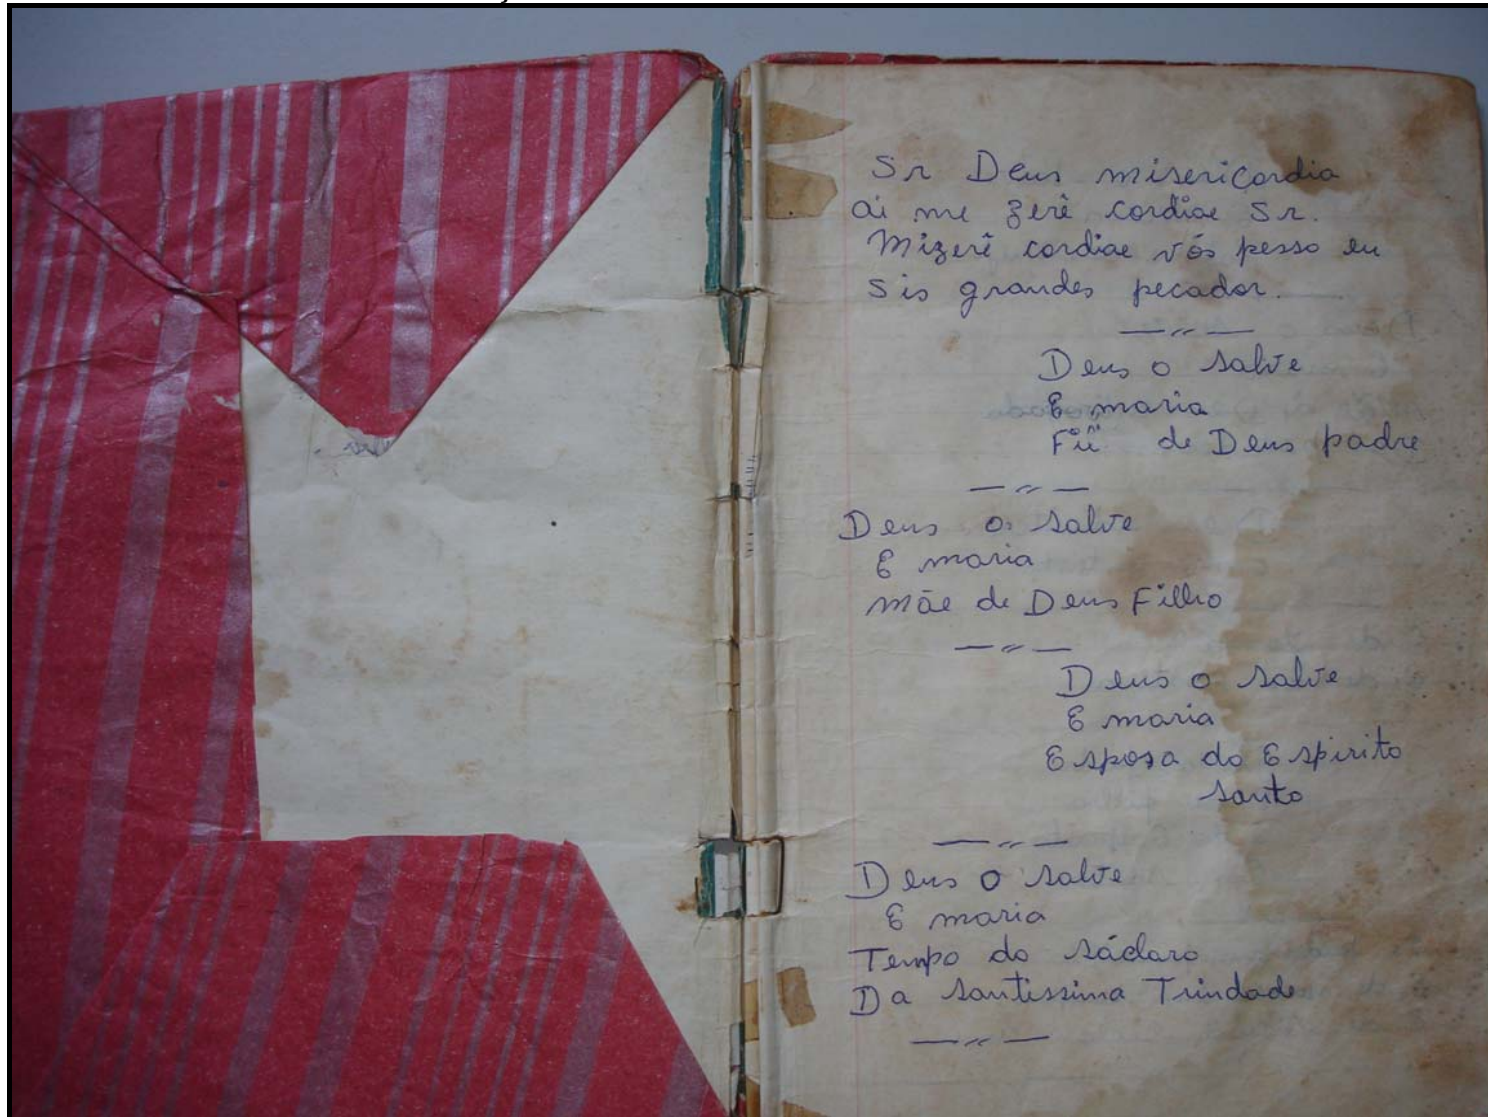 Sr Deus misericordia
ai me zerê cordiae Sr.
Mizerê cordiae vós pesso eu
Sis grandes pecador.
Deus o salve
E maria
de Deus padre
Deus o salve
E maria
mãe de Deus Filho
Deus o salve
E maria
Esposa do Espirito
santo
Deus o salve
E maria
Tempo do sáclaro
Da santissima Trindade